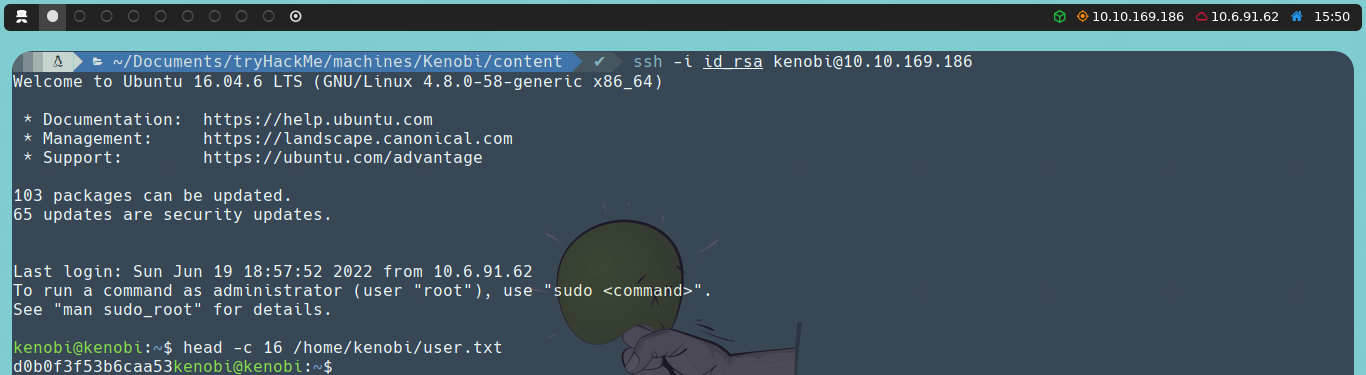 10.10.169.186 10.6.91.62 15:50
~/Documents/tryHackMe/machines/Kenobi/content ✔ ssh -i id_rsa kenobi@10.10.169.186
Welcome to Ubuntu 16.04.6 LTS (GNU/Linux 4.8.0-58-generic x86_64)
* Documentation: https://help.ubuntu.com
* Management: https://landscape.canonical.com
* Support: https://ubuntu.com/advantage
103 packages can be updated.
65 updates are security updates.
Last login: Sun Jun 19 18:57:52 2022 from 10.6.91.62
To run a command as administrator (user "root"), use "sudo <command>".
See "man sudo_root" for details.
kenobi@kenobi:~$ head -c 16 /home/kenobi/user.txt
d0b0f3f53b6caa53kenobi@kenobi:~$